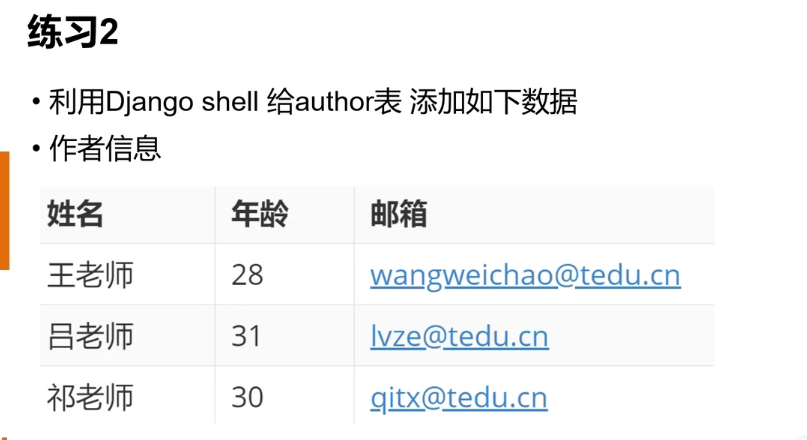 练习2
• 利用Django shell 给author表 添加如下数据
• 作者信息
姓名 年龄 邮箱
王老师 28 wangweichao@tedu.cn
吕老师 31 lvze@tedu.cn
祁老师 30 qitx@tedu.cn